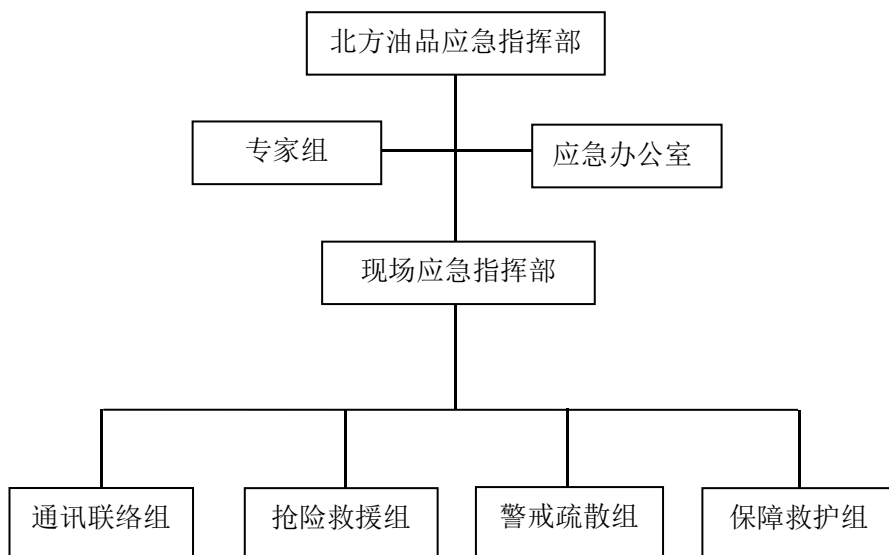 北方油品应急指挥部
专家组
应急办公室
现场应急指挥部
通讯联络组
抢险救援组
警戒疏散组
保障救护组